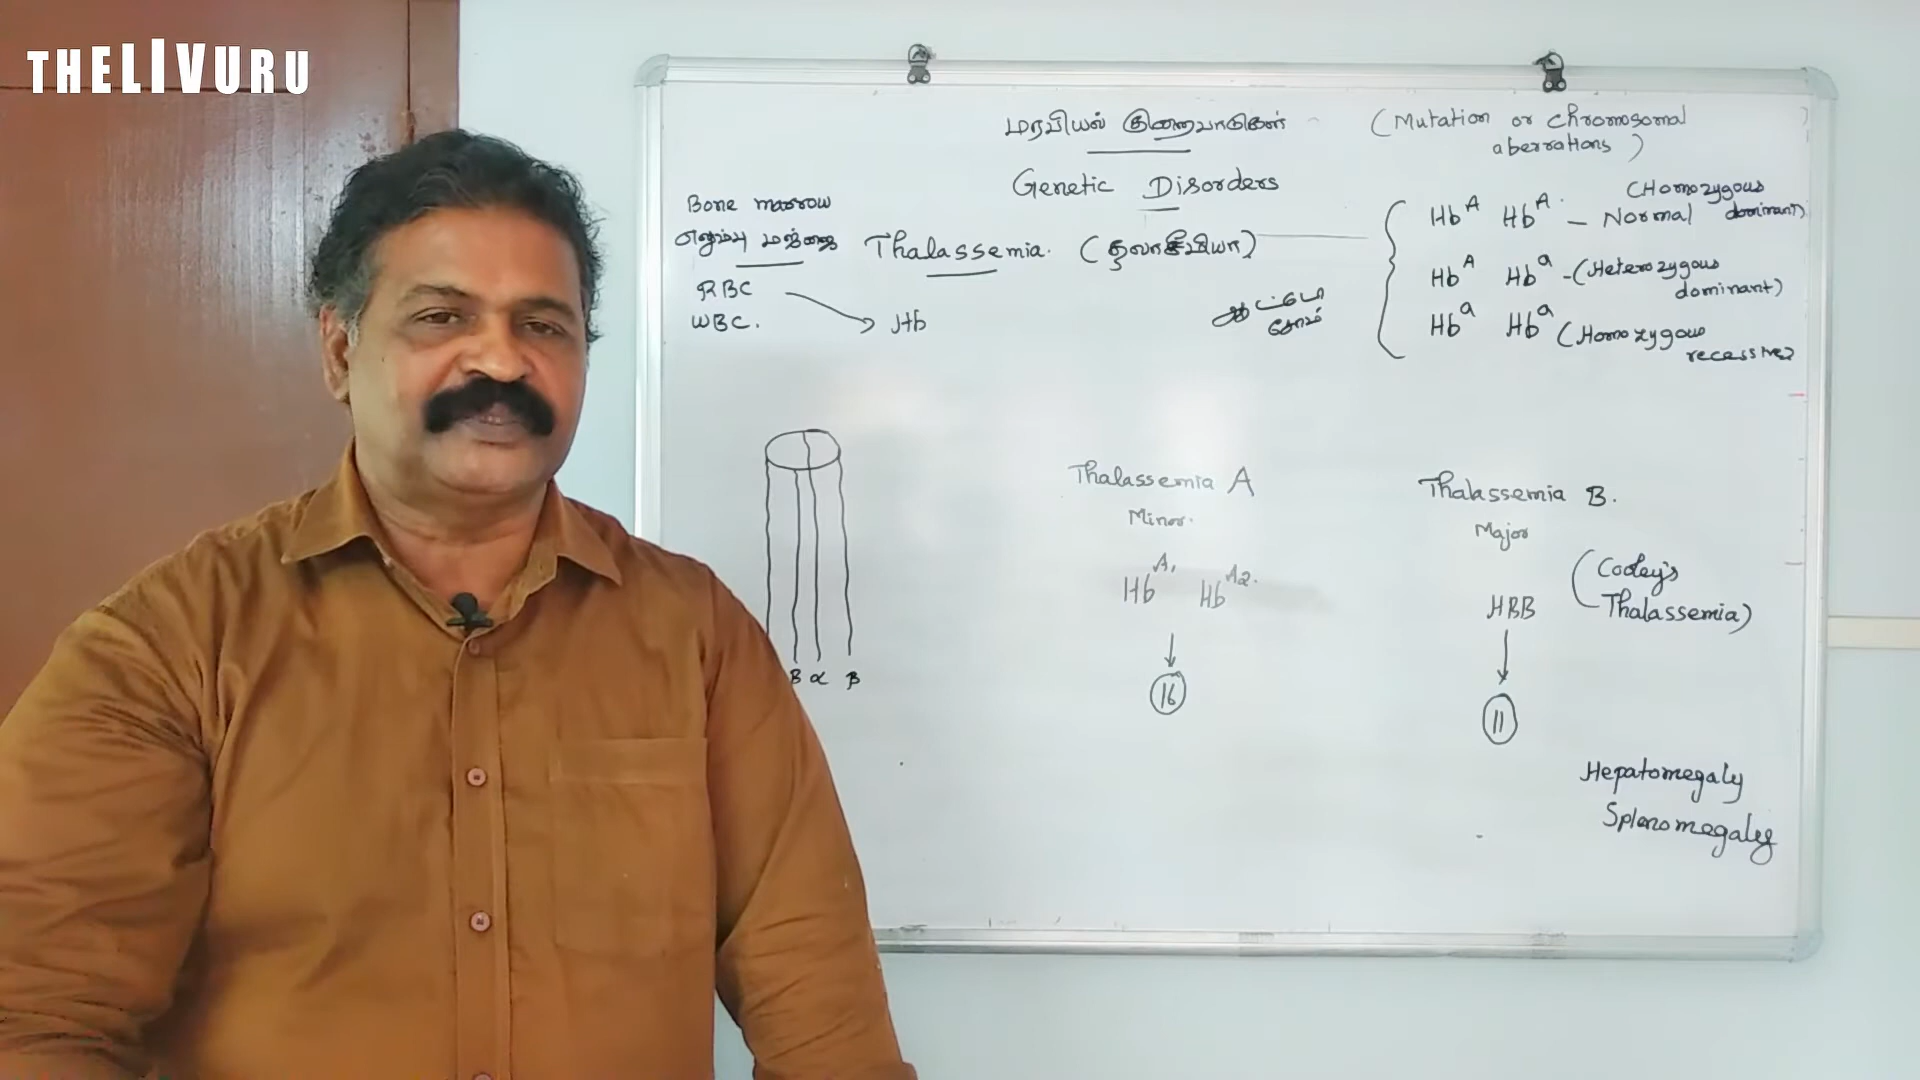 THELIVURU
மரபியல் குறைபாடுகள்
(Mutation or chromosomal
aberrations)
Genetic Disorders
Bone marrow
எலும்பு மஜ்ஜை
Thalassemia. (தலாசீமியா)
RBC
WBC.
Hb
ஆட்டோ
சோம்
Hb^A Hb^A - Normal (Homozygous
dominant)
Hb^A Hb^a - (Heterozygous
dominant)
Hb^a Hb^a (Homozygous
recessive)
Thalassemia A
Minor.
Hb^A1 Hb^A2.
16
Thalassemia B.
Major
HBB
(Cooley's
Thalassemia)
11
B α β
Hepatomegaly
Splenomegaly